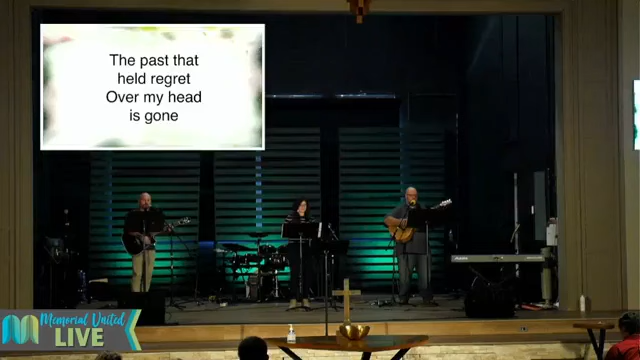 The past that
held regret
Over my head
is gone
Memorial United
LIVE